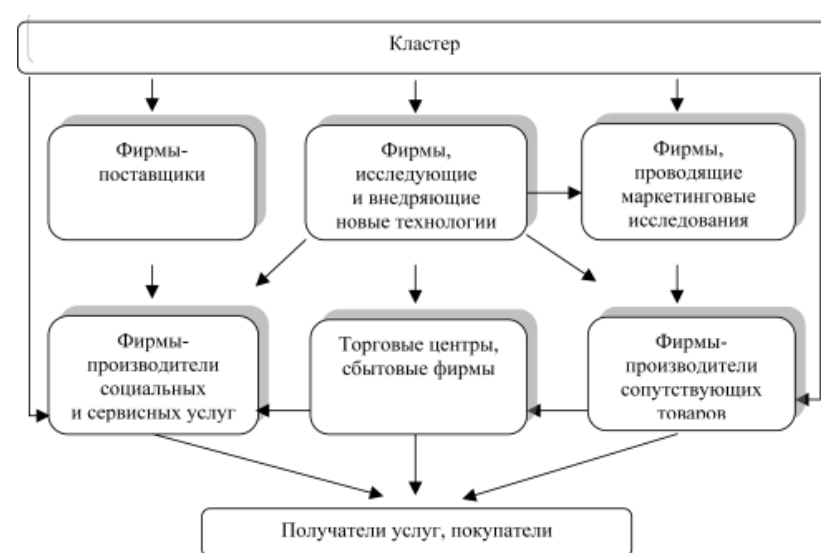 Кластер
Фирмы-
поставщики
Фирмы,
исследующие
и внедряющие
новые технологии
Фирмы,
проводящие
маркетинговые
исследования
Фирмы-
производители
социальных
и сервисных услуг
Торговые центры,
сбытовые фирмы
Фирмы-
производители
сопутствующих
товаров
Получатели услуг, покупатели